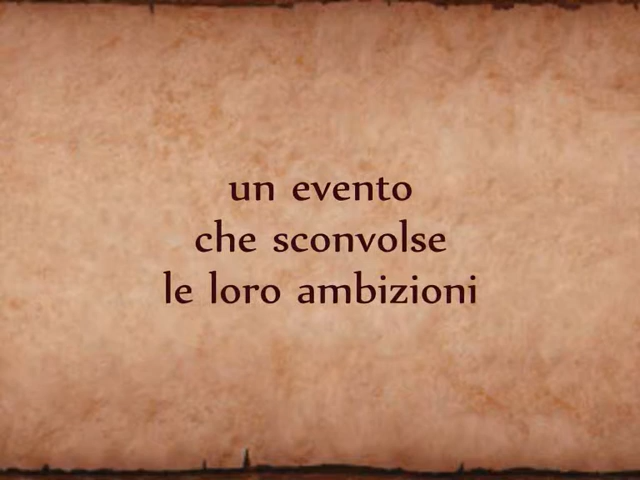 un evento
che sconvolse
le loro ambizioni